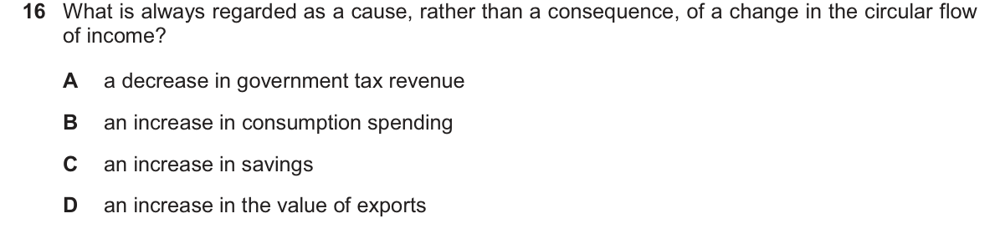 16 What is always regarded as a cause, rather than a consequence, of a change in the circular flow
of income?
A a decrease in government tax revenue
B an increase in consumption spending
C an increase in savings
D an increase in the value of exports